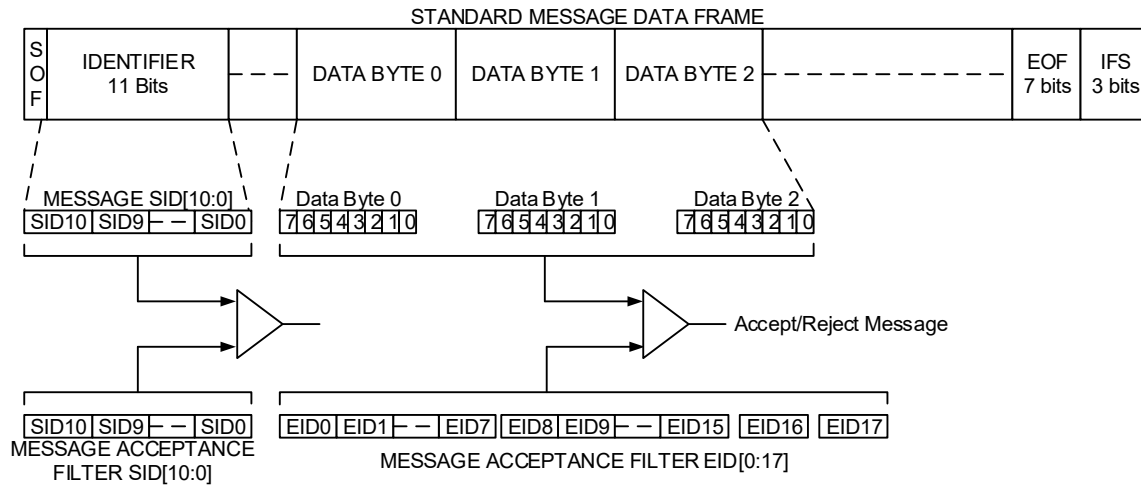 STANDARD MESSAGE DATA FRAME
SOF
IDENTIFIER
11 Bits
DATA BYTE 0
DATA BYTE 1
DATA BYTE 2
EOF
7 bits
IFS
3 bits
MESSAGE SID[10:0]
SID10 SID9 SID0
Data Byte 0
7 6 5 4 3 2 1 0
Data Byte 1
7 6 5 4 3 2 1 0
Data Byte 2
7 6 5 4 3 2 1 0
Accept/Reject Message
SID10 SID9 SID0
MESSAGE ACCEPTANCE
FILTER SID[10:0]
EID0 EID1 EID7 EID8 EID9 EID15 EID16 EID17
MESSAGE ACCEPTANCE FILTER EID[0:17]